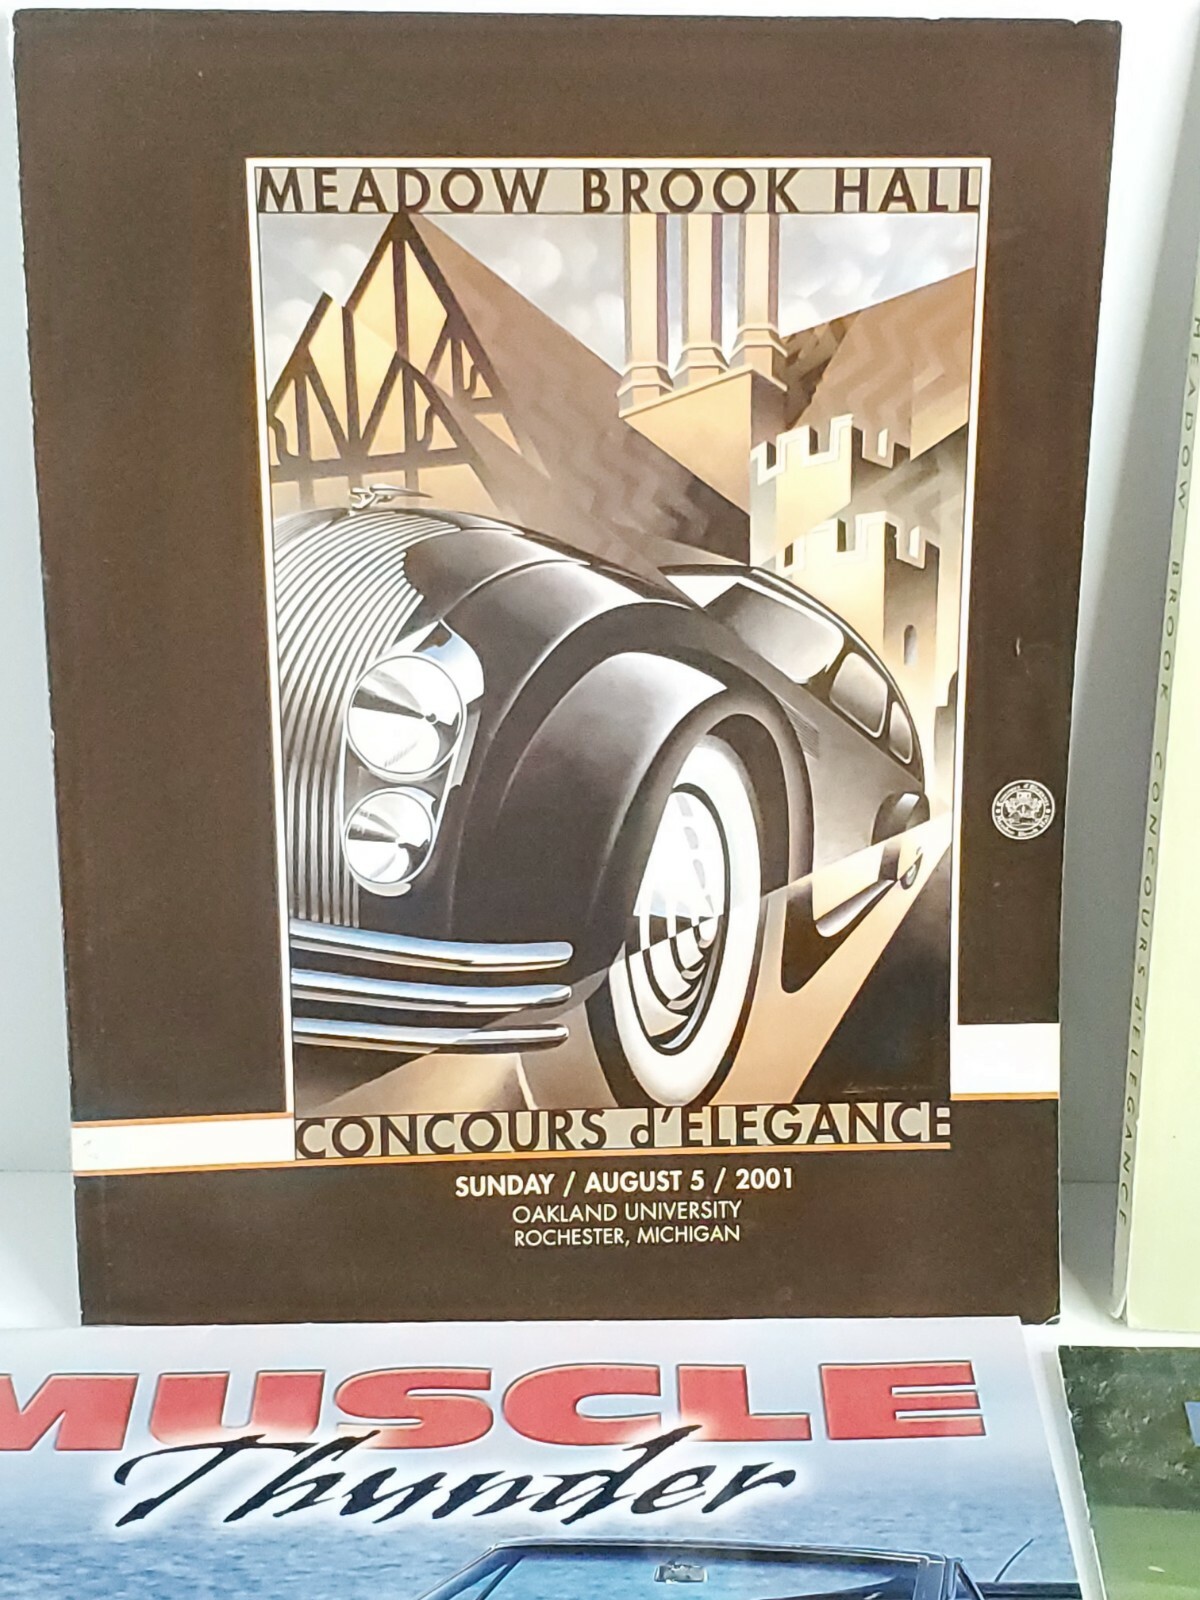 MEADOW BROOK HALL
CONCOURS d'ELEGANCE
SUNDAY / AUGUST 5 / 2001
OAKLAND UNIVERSITY
ROCHESTER, MICHIGAN
MEADOW BROOK CONCOURS d'ELEGANCE
MUSCLE
Thunder